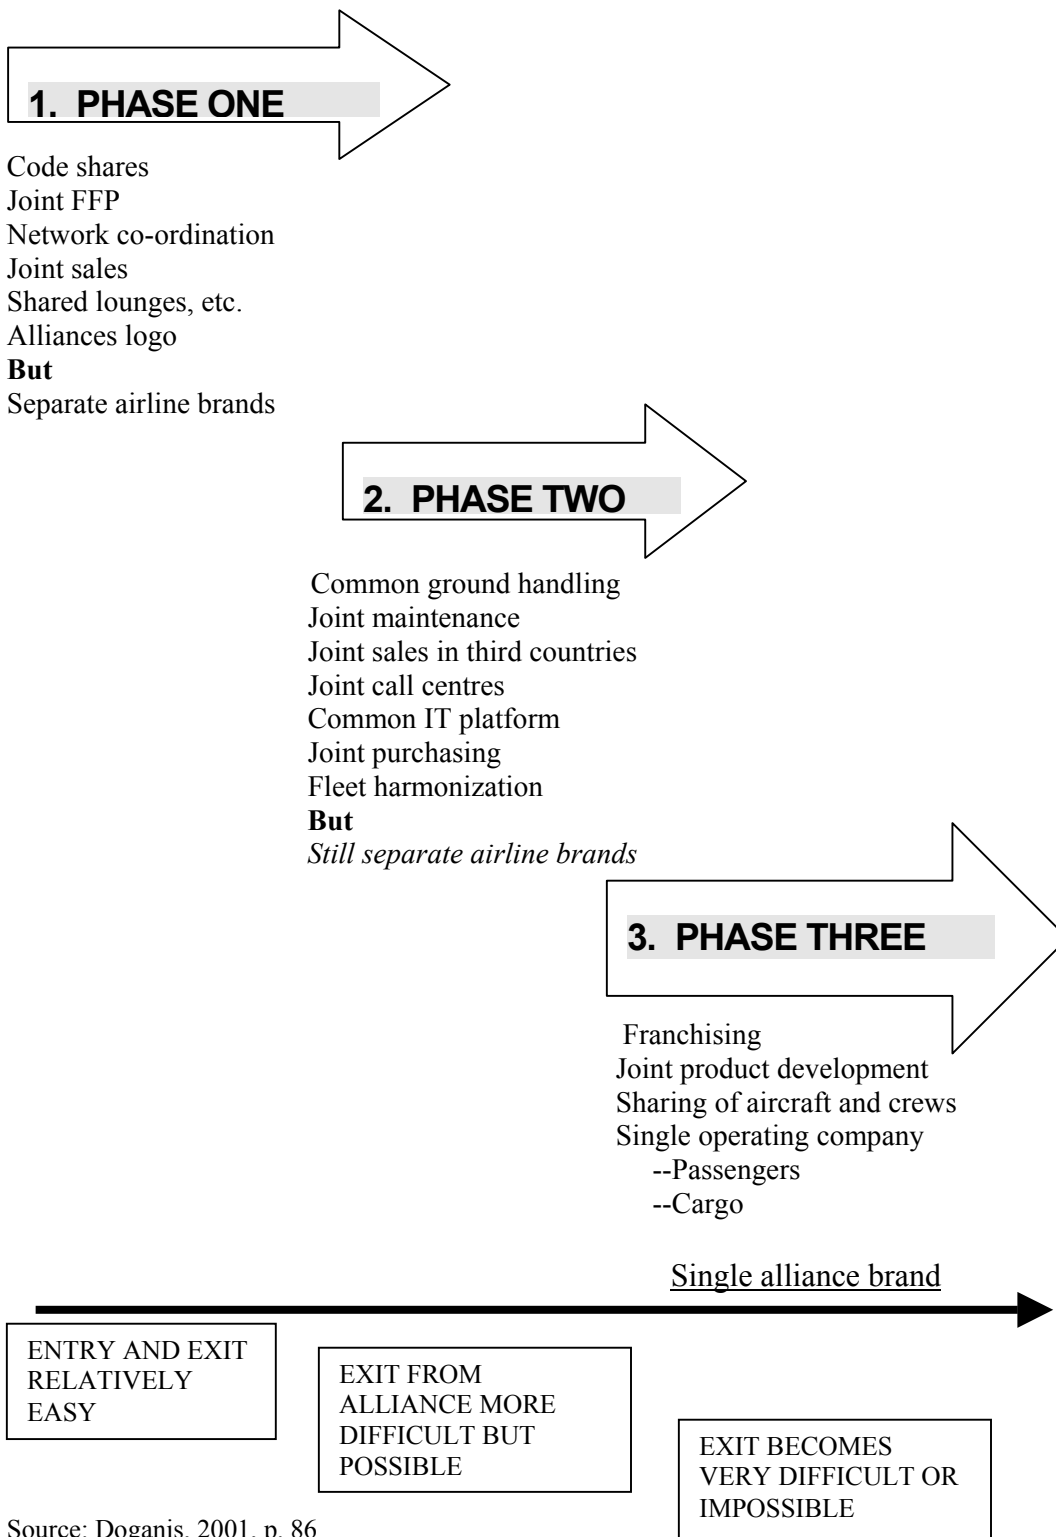 1. PHASE ONE
Code shares
Joint FFP
Network co-ordination
Joint sales
Shared lounges, etc.
Alliances logo
But
Separate airline brands
2. PHASE TWO
Common ground handling
Joint maintenance
Joint sales in third countries
Joint call centres
Common IT platform
Joint purchasing
Fleet harmonization
But
Still separate airline brands
3. PHASE THREE
Franchising
Joint product development
Sharing of aircraft and crews
Single operating company
--Passengers
--Cargo
Single alliance brand
ENTRY AND EXIT
RELATIVELY
EASY
EXIT FROM
ALLIANCE MORE
DIFFICULT BUT
POSSIBLE
EXIT BECOMES
VERY DIFFICULT OR
IMPOSSIBLE
Source: Doganis, 2001, p. 86